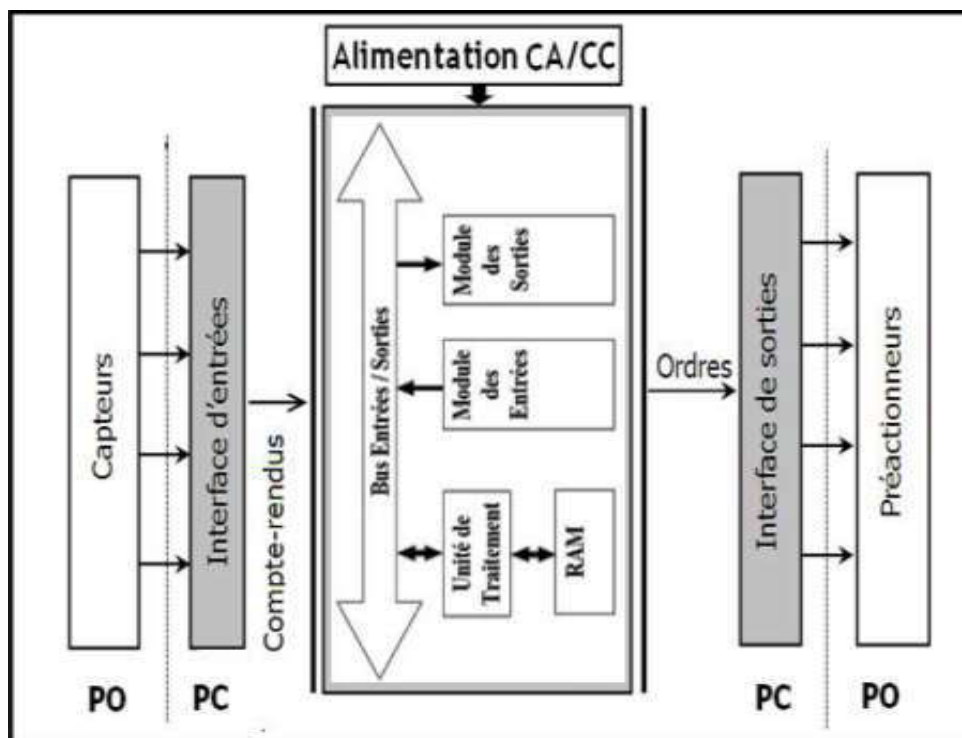 Alimentation CA/CC
Capteurs
Interface d'entrées
Compte-rendus
Bus Entrées / Sorties
Module
des
Sorties
Module
des
Entrées
Unité de
Traitement
RAM
Ordres
Interface de sorties
Préactionneurs
PO
PC
PC
PO